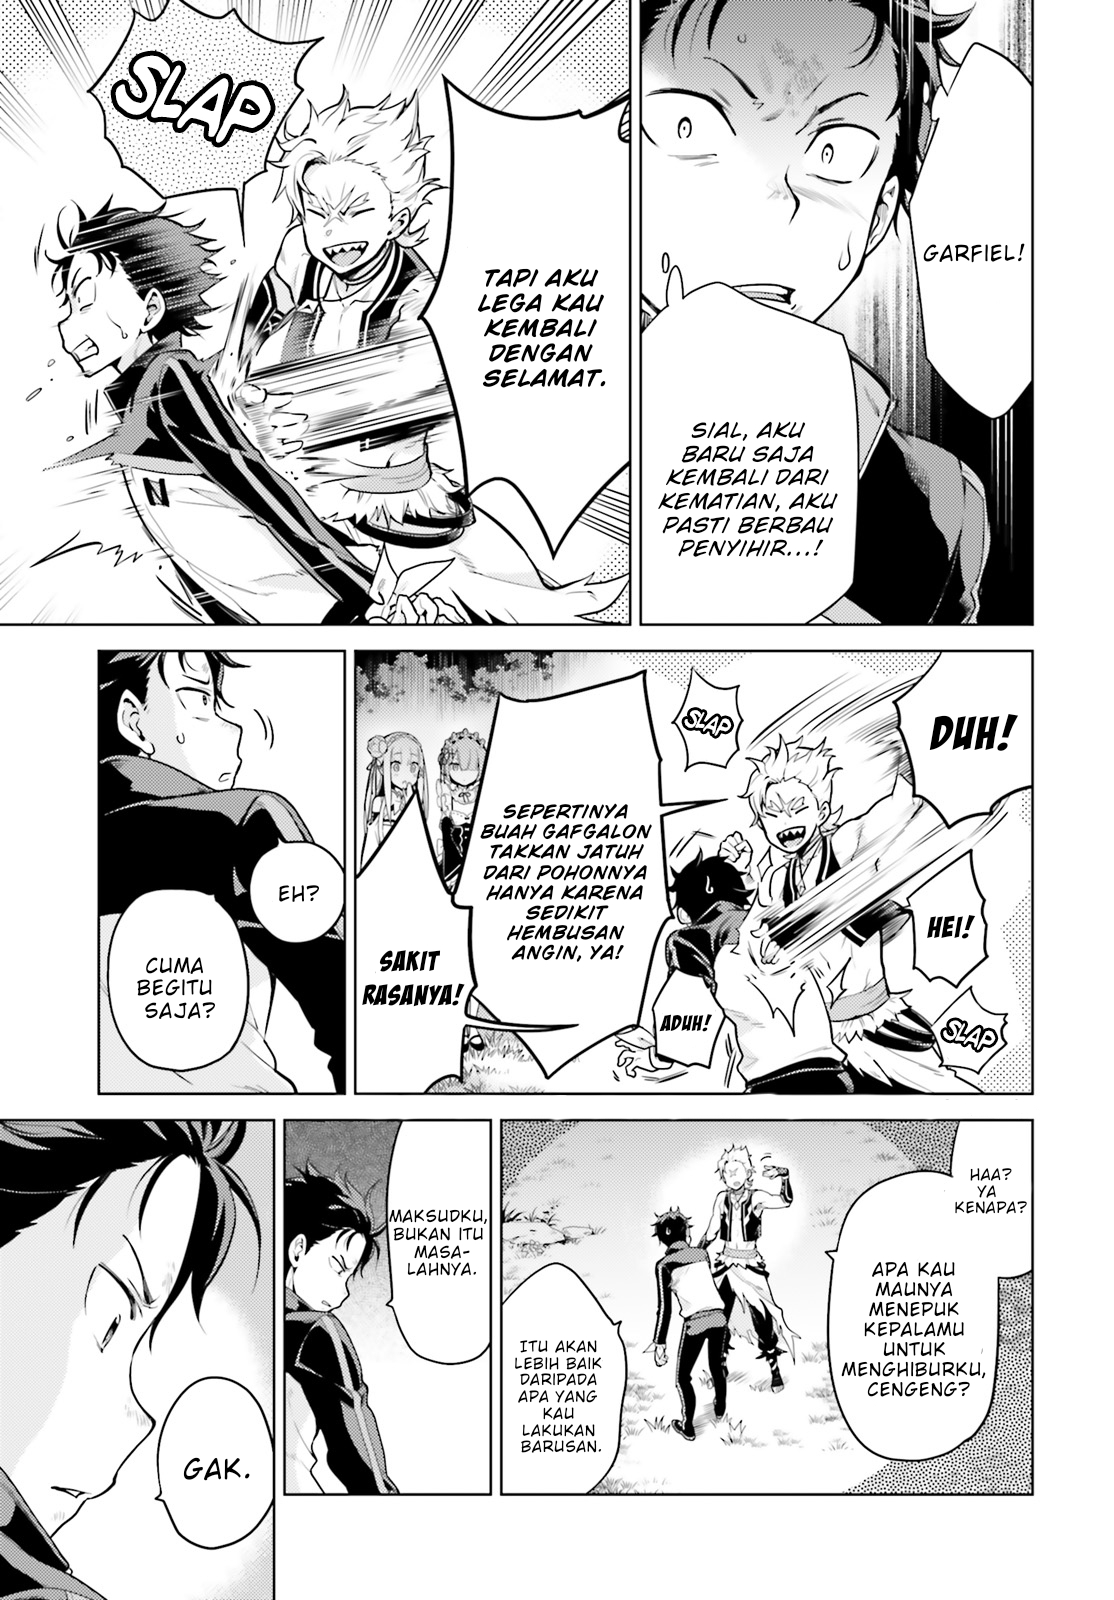 GARFIEL!
SIAL, AKU
BARU SAJA
KEMBALI DARI
KEMATIAN, AKU
PASTI BERBAU
PENYIHIR...!
TAPI AKU
LEGA KAU
KEMBALI
DENGAN
SELAMAT.
SLAP
N
DUH!
SLAP
HEI!
SLAP
SEPERTINYA
BUAH GAFGALON
TAKKAN JATUH
DARI POHONNYA
HANYA KARENA
SEDIKIT
HEMBUSAN
ANGIN, YA!
ADUH!
SAKIT
RASANYA!
EH?
CUMA
BEGITU
SAJA?
HAA?
YA
KENAPA?
APA KAU
MAUNYA
MENEPUK
KEPALAMU
UNTUK
MENGHIBURKU,
CENGENG?
ITU AKAN
LEBIH BAIK
DARIPADA
APA YANG
KAU
LAKUKAN
BARUSAN.
MAKSUDKU,
BUKAN ITU
MASA-
LAHNYA.
GAK.